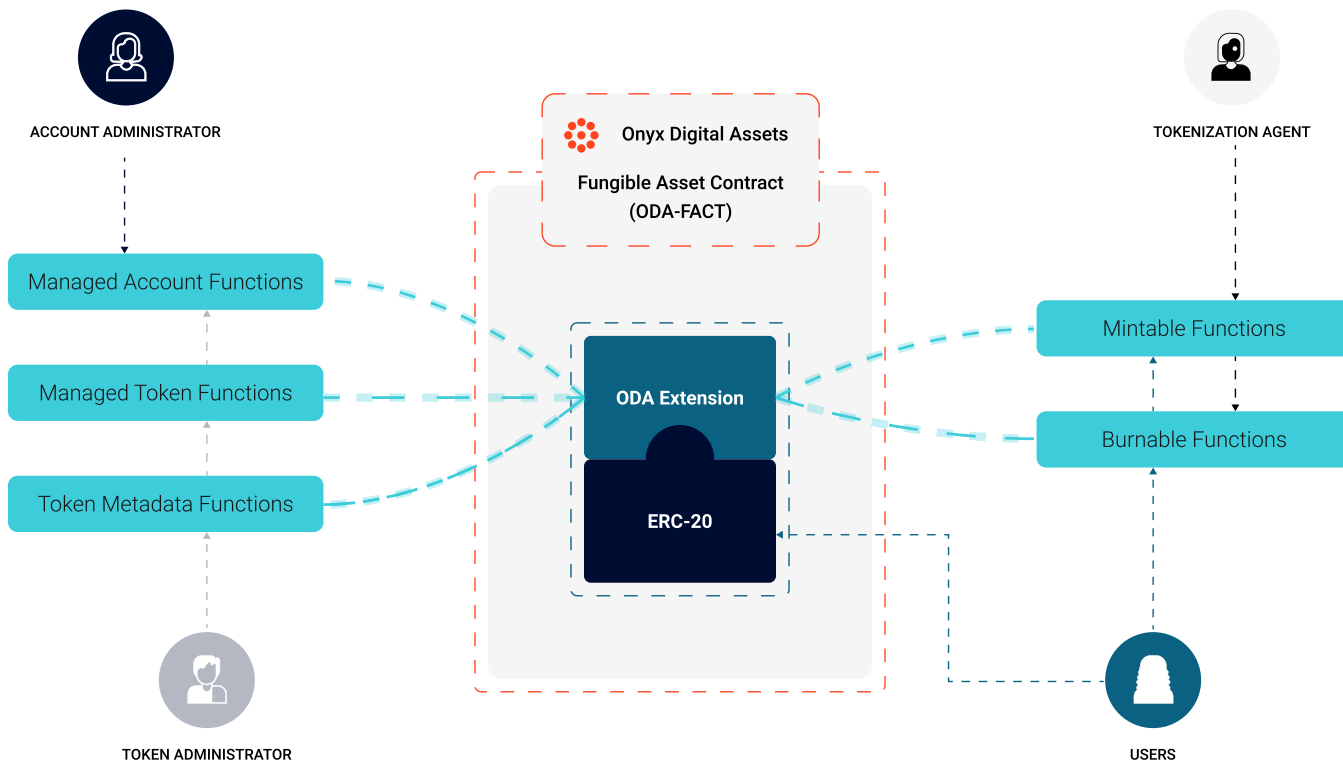 ACCOUNT ADMINISTRATOR
TOKENIZATION AGENT
Onyx Digital Assets
Fungible Asset Contract
(ODA-FACT)
Managed Account Functions
Managed Token Functions
Token Metadata Functions
ODA Extension
ERC-20
Mintable Functions
Burnable Functions
TOKEN ADMINISTRATOR
USERS